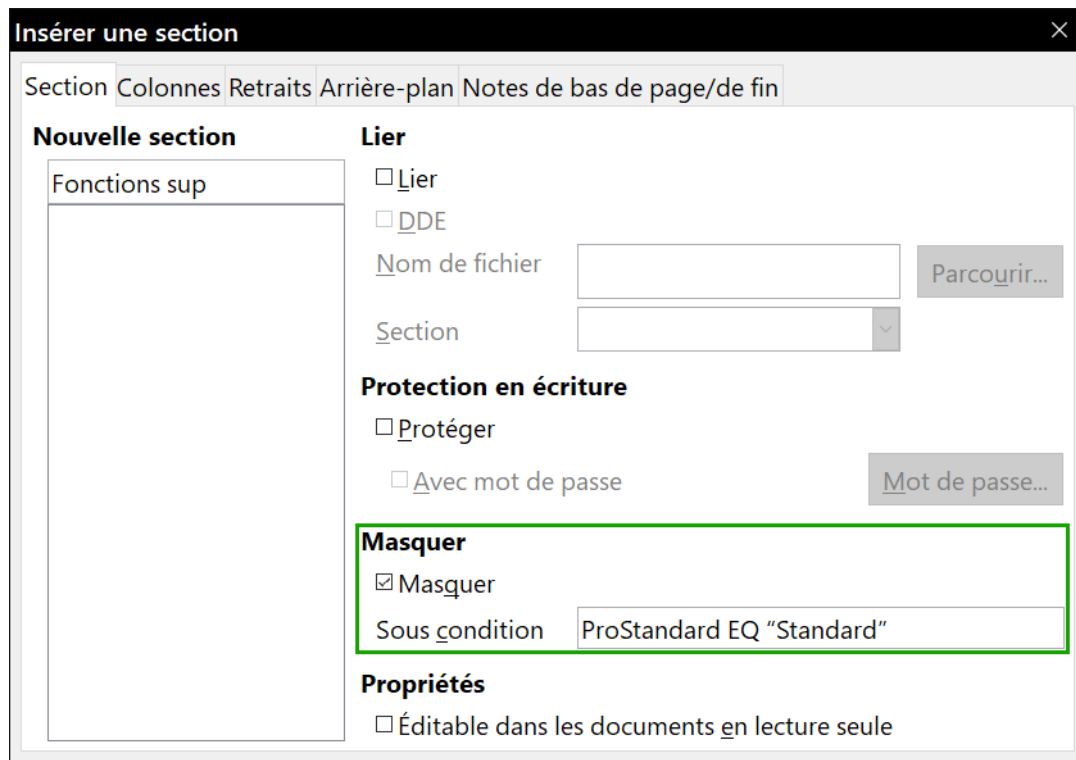 Insérer une section
Section Colonnes Retraits Arrière-plan Notes de bas de page/de fin
Nouvelle section
Fonctions sup
Lier
Lier
DDE
Nom de fichier
Parcourir...
Section
Protection en écriture
Protéger
Avec mot de passe
Mot de passe...
Masquer
Masquer
Sous condition
ProStandard EQ “Standard”
Propriétés
Éditable dans les documents en lecture seule